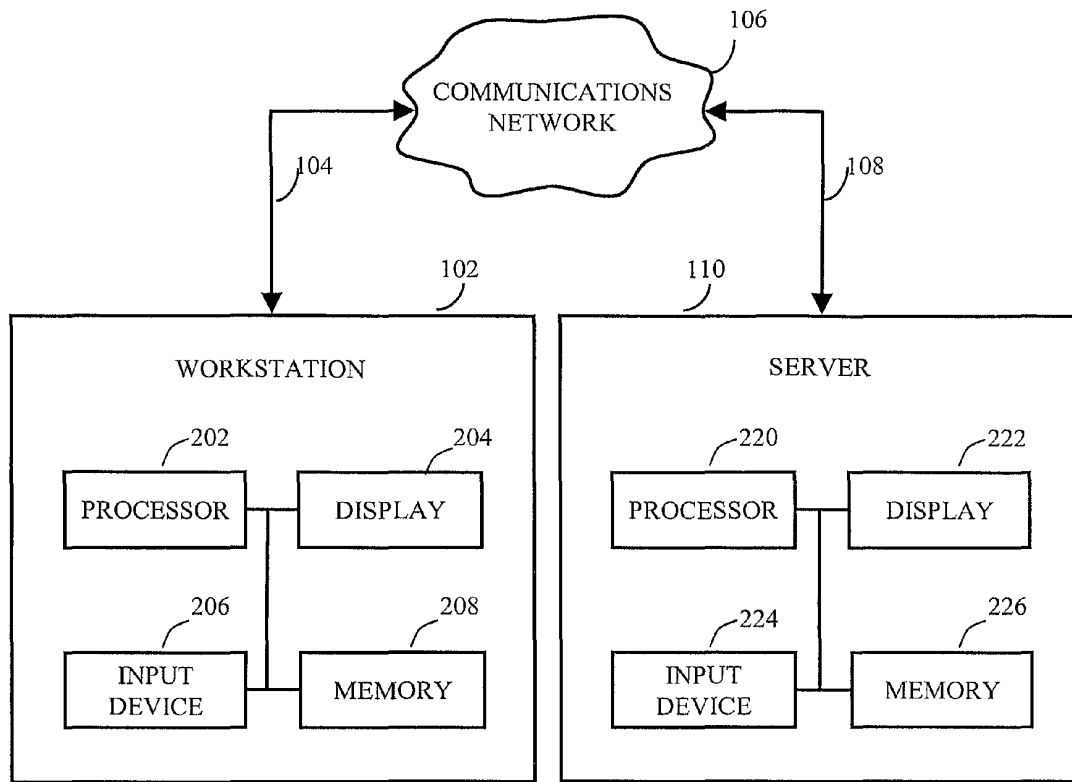 106
COMMUNICATIONS
NETWORK
104
108
102
110
WORKSTATION
SERVER
202
204
220
222
PROCESSOR
DISPLAY
PROCESSOR
DISPLAY
206
208
224
226
INPUT
DEVICE
MEMORY
INPUT
DEVICE
MEMORY